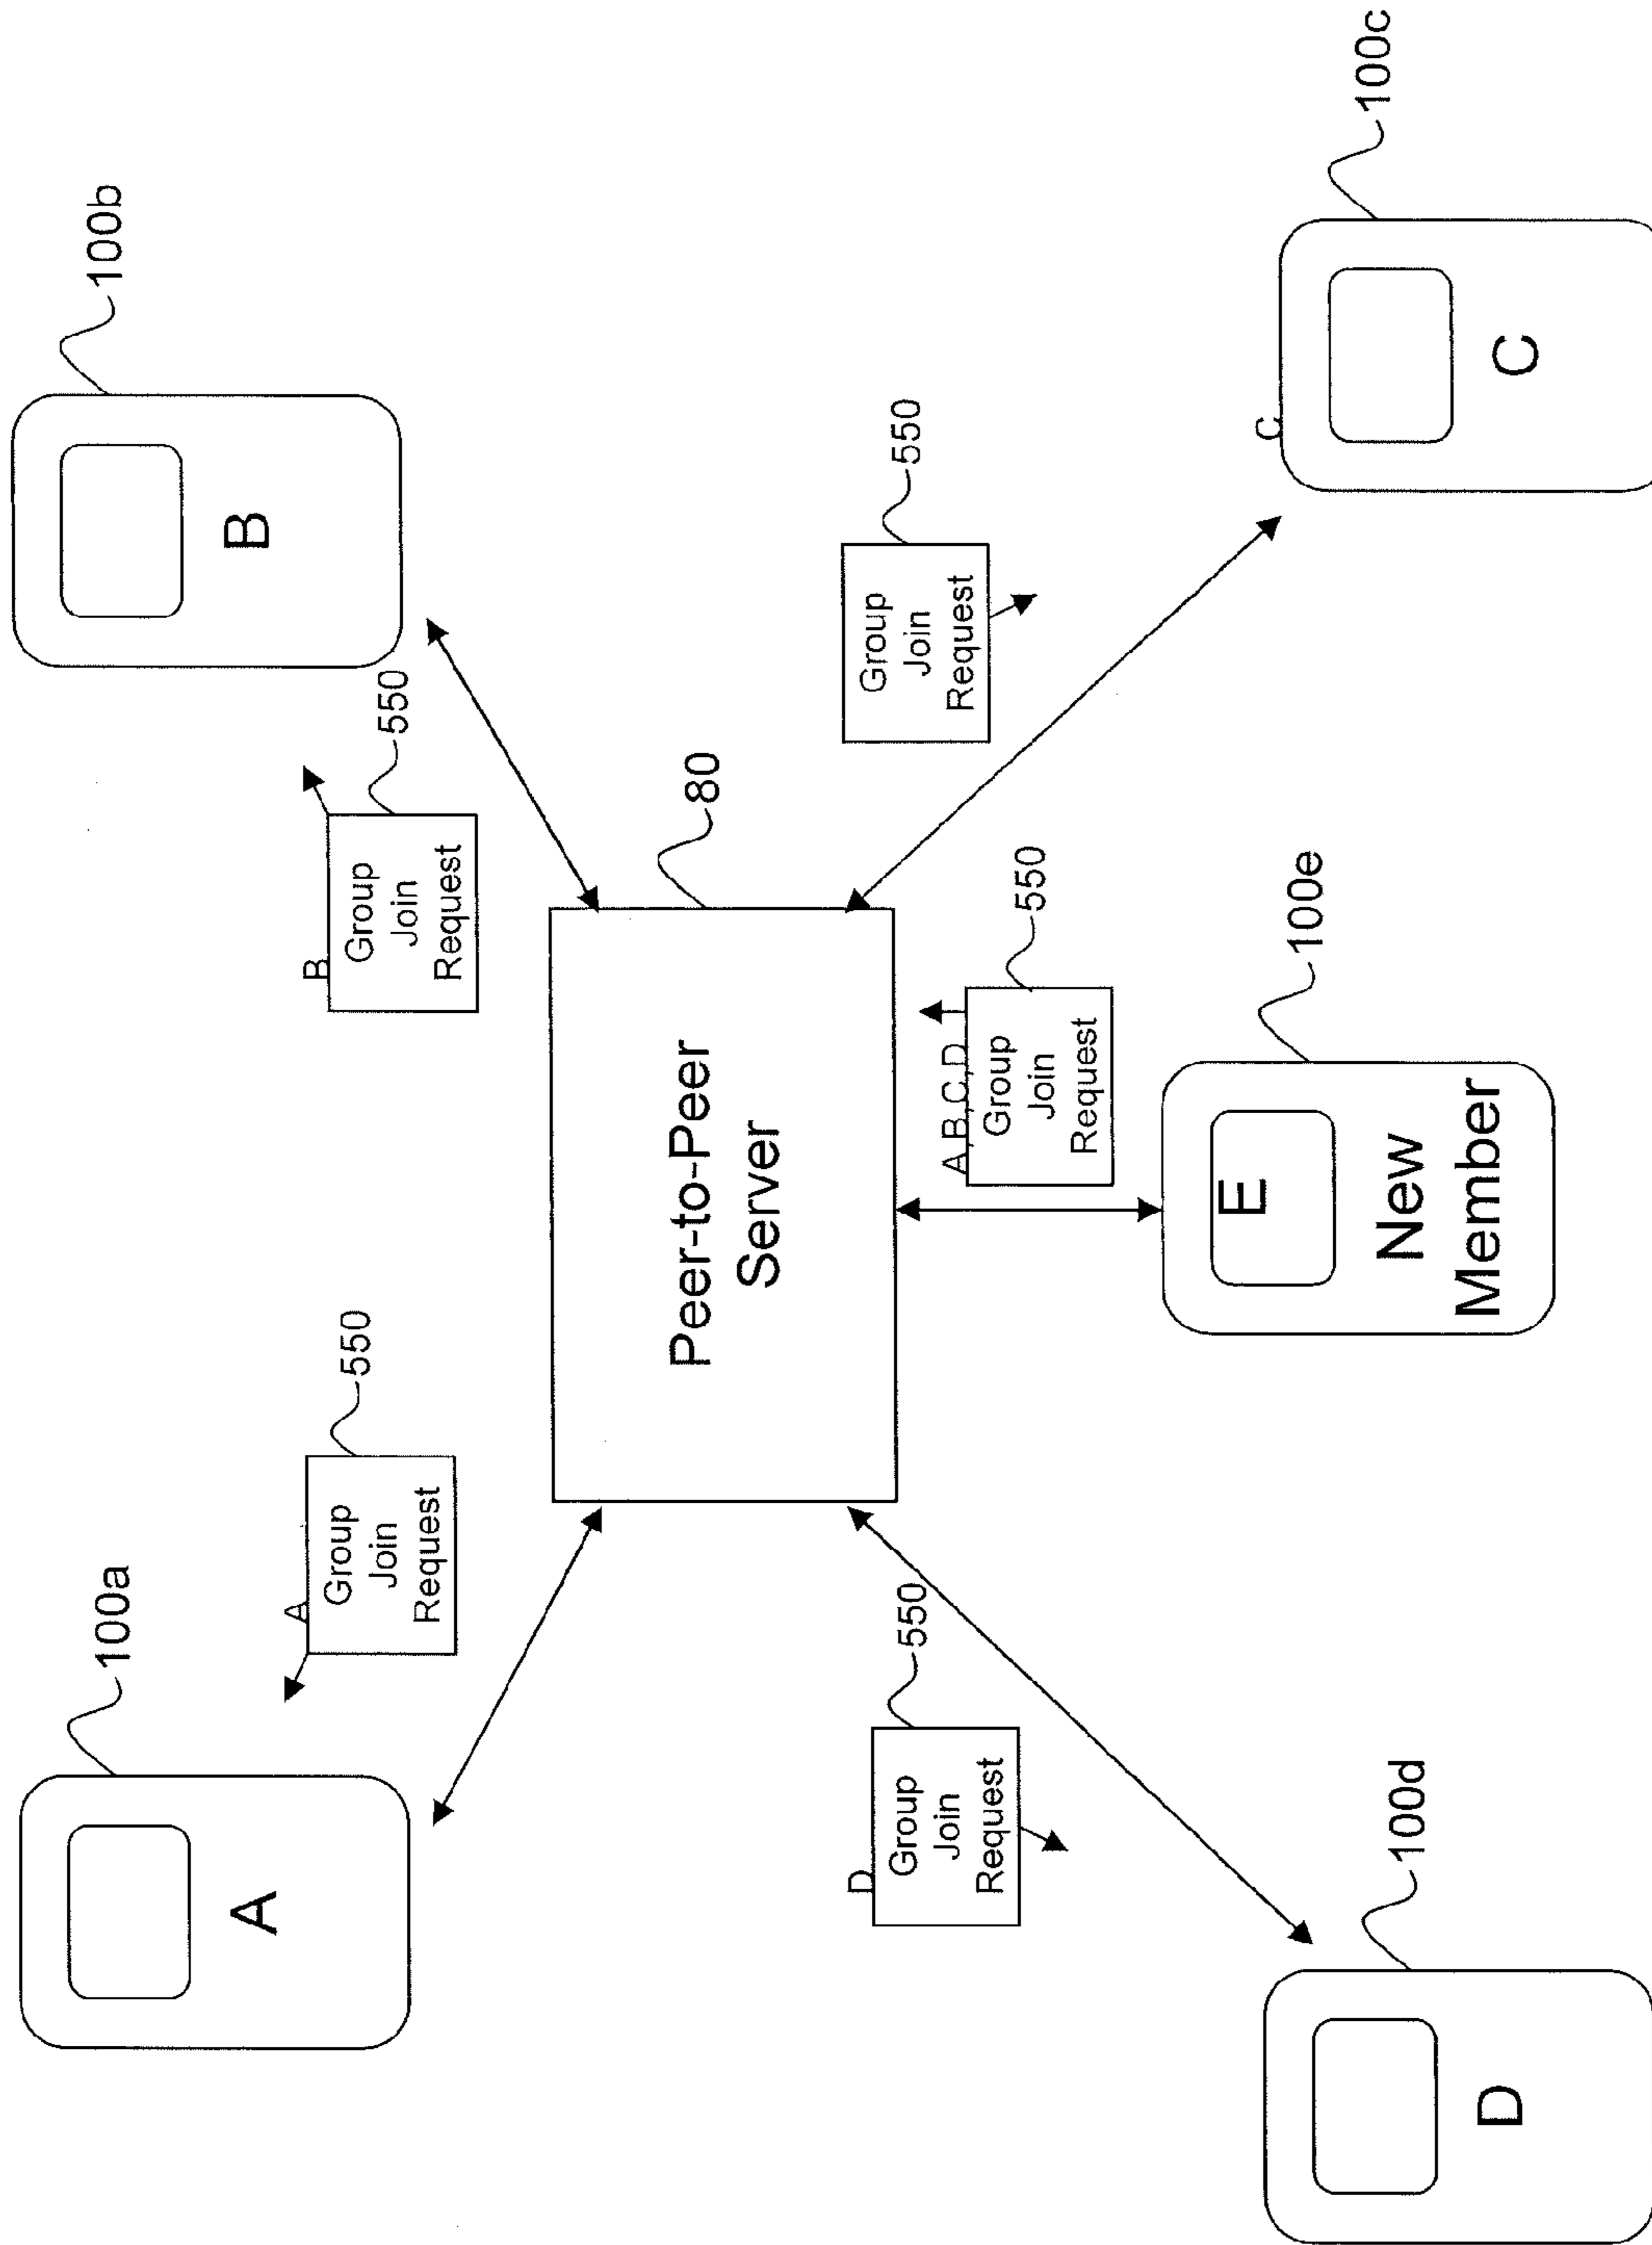 100a
A
A
550
Group
Join
Request
100b
B
B
550
Group
Join
Request
Peer-to-Peer
Server
80
D
550
Group
Join
Request
A, B,C,D
550
Group
Join
Request
550
Group
Join
Request
100d
D
100e
E
New
Member
100c
C
C